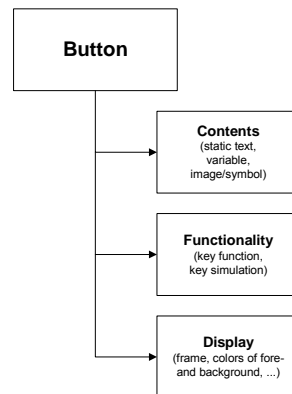 Button
Contents
(static text,
variable,
image/symbol)
Functionality
(key function,
key simulation)
Display
(frame, colors of fore-
and background, ...)